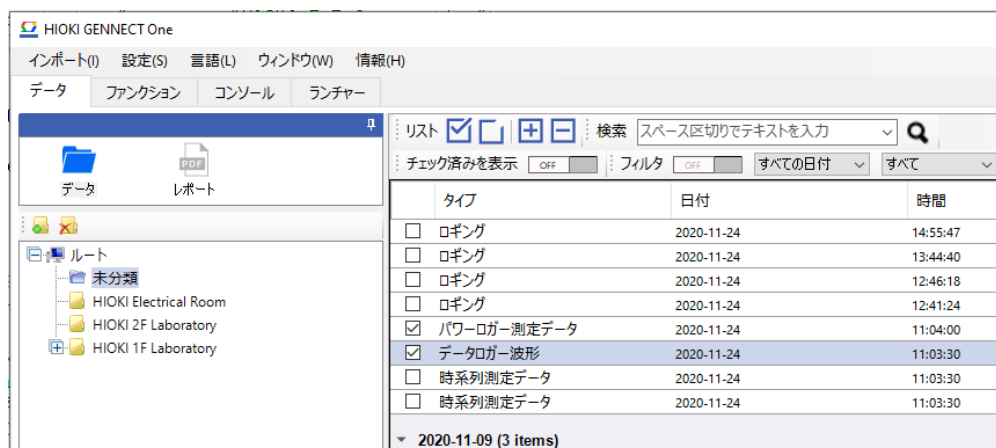 HIOKI GENNECT One
インポート(I) 設定(S) 言語(L) ウィンドウ(W) 情報(H)
データ ファンクション コンソール ランチャー
データ
PDF
レポート
ルート
未分類
HIOKI Electrical Room
HIOKI 2F Laboratory
HIOKI 1F Laboratory
リスト 検索 スペース区切りでテキストを入力
チェック済みを表示 OFF フィルタ OFF すべての日付 すべて
タイプ 日付 時間
ロギング 2020-11-24 14:55:47
ロギング 2020-11-24 13:44:40
ロギング 2020-11-24 12:46:18
ロギング 2020-11-24 12:41:24
パワーロガー測定データ 2020-11-24 11:04:00
データロガー波形 2020-11-24 11:03:30
時系列測定データ 2020-11-24 11:03:30
時系列測定データ 2020-11-24 11:03:30
2020-11-09 (3 items)